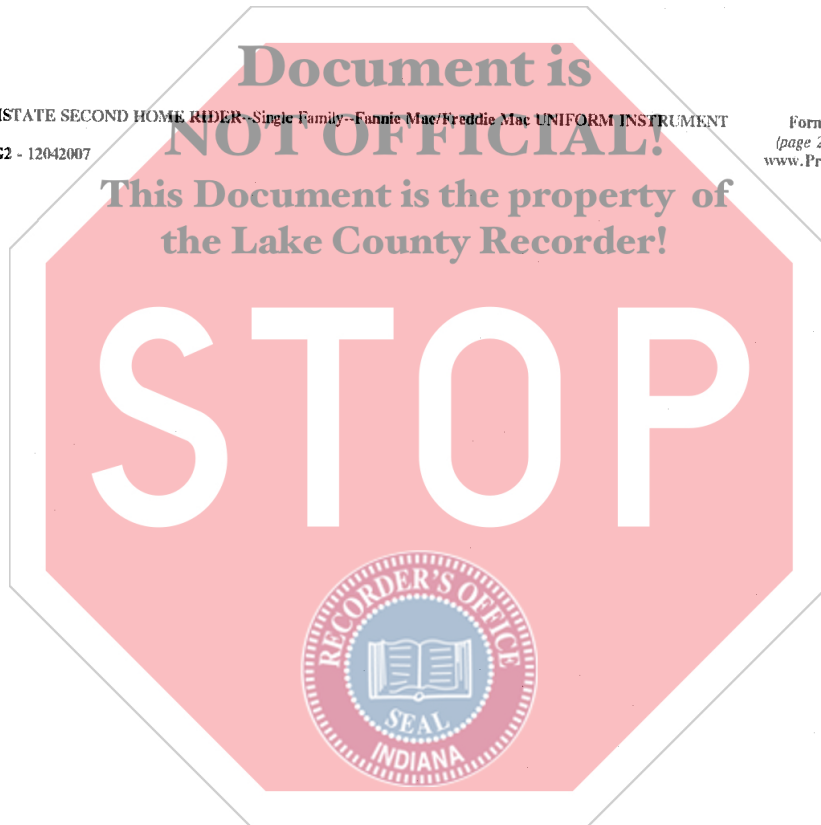 Document is
ISTATE SECOND HOME RIDER--Single Family--Fannie Mae/Freddie Mac UNIFORM INSTRUMENT
Form
NOT OFFICIAL!
G2 - 12042007
(page 2
www.Pr
This Document is the property of
the Lake County Recorder!
STOP
RECORDER'S OFFICE
SEAL
INDIANA